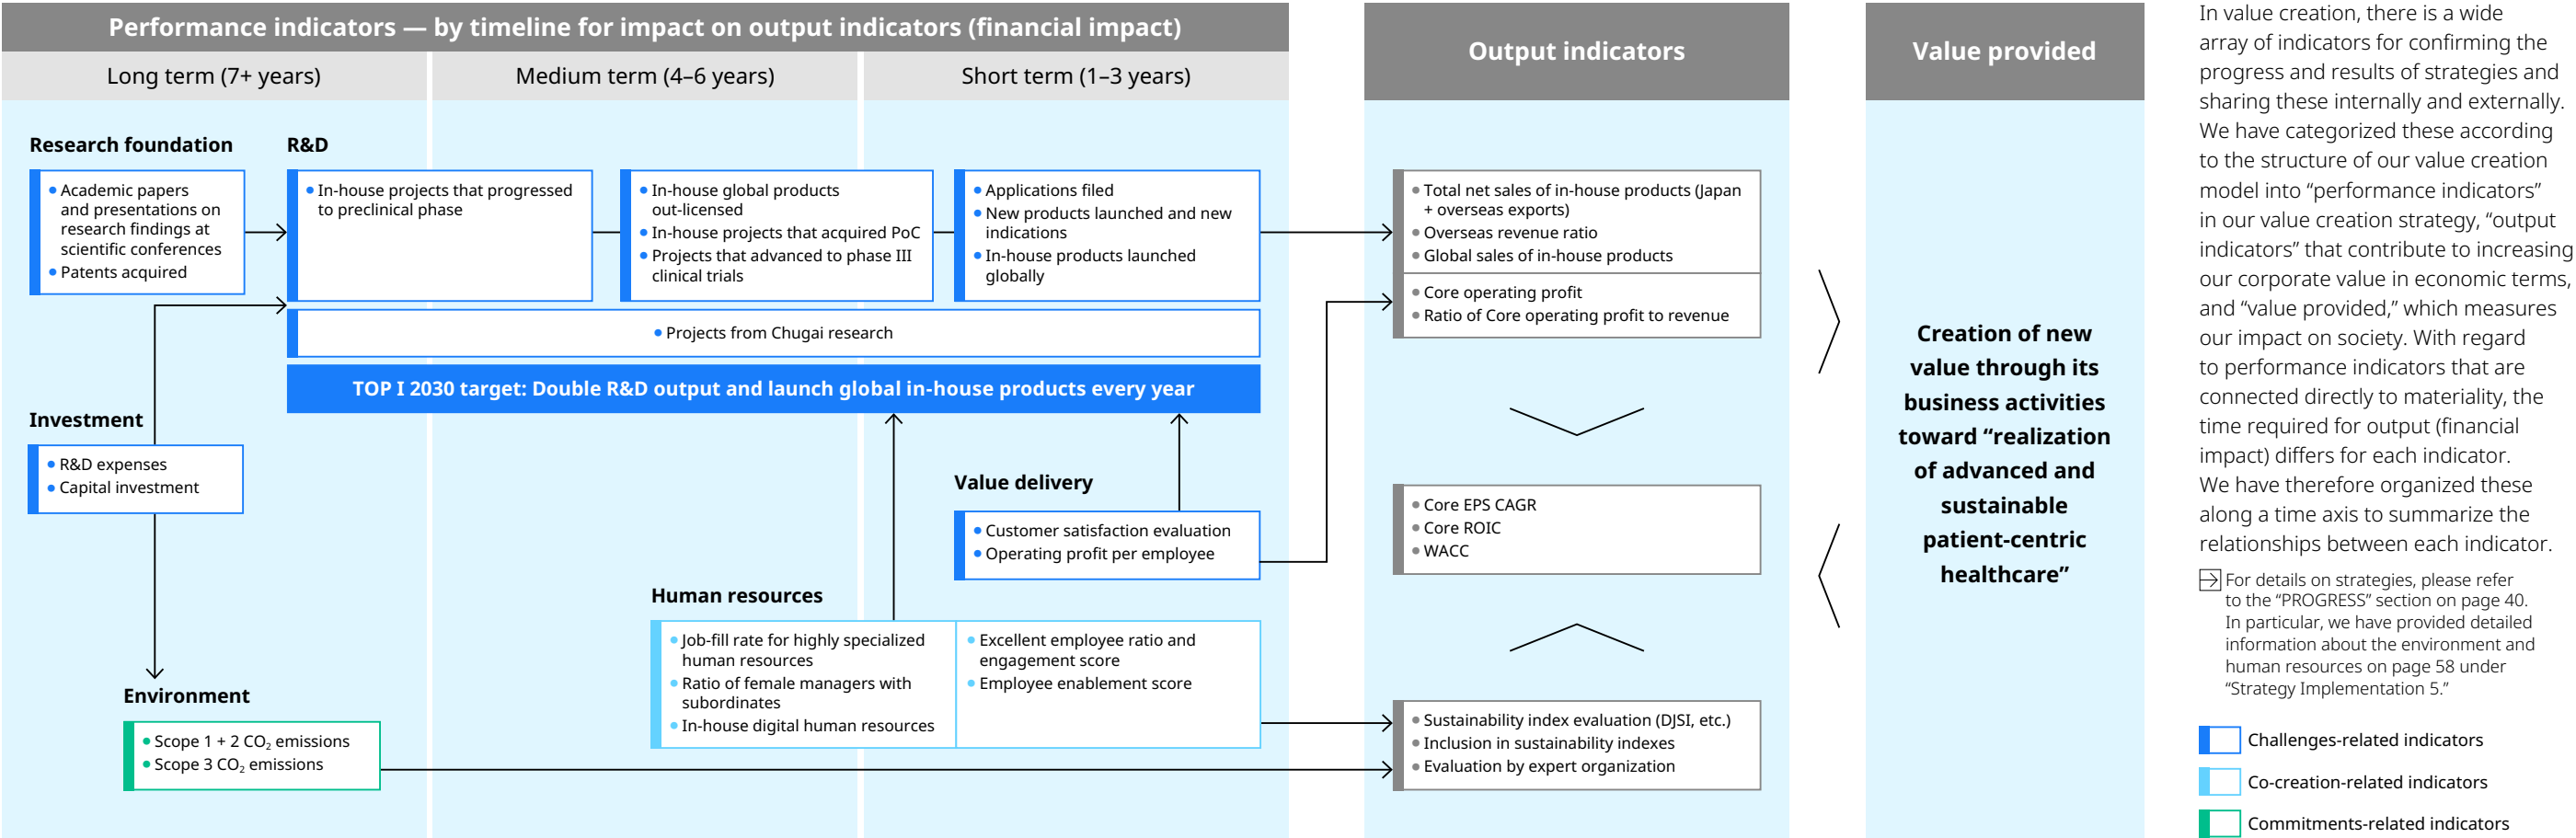 Performance indicators — by timeline for impact on output indicators (financial impact)
Long term (7+ years)
Medium term (4–6 years)
Short term (1–3 years)
Output indicators
Value provided
Research foundation
• Academic papers
and presentations on
research findings at
scientific conferences
• Patents acquired
R&D
• In-house projects that progressed
to preclinical phase
• In-house global products
out-licensed
• In-house projects that acquired PoC
• Projects that advanced to phase III
clinical trials
• Applications filed
• New products launched and new
indications
• In-house products launched
globally
• Projects from Chugai research
TOP I 2030 target: Double R&D output and launch global in-house products every year
Investment
• R&D expenses
• Capital investment
Value delivery
• Customer satisfaction evaluation
• Operating profit per employee
Human resources
• Job-fill rate for highly specialized
human resources
• Ratio of female managers with
subordinates
• In-house digital human resources
• Excellent employee ratio and
engagement score
• Employee enablement score
Environment
• Scope 1 + 2 CO₂ emissions
• Scope 3 CO₂ emissions
• Total net sales of in-house products (Japan
+ overseas exports)
• Overseas revenue ratio
• Global sales of in-house products
• Core operating profit
• Ratio of Core operating profit to revenue
• Core EPS CAGR
• Core ROIC
• WACC
• Sustainability index evaluation (DJSI, etc.)
• Inclusion in sustainability indexes
• Evaluation by expert organization
Creation of new
value through its
business activities
toward “realization
of advanced and
sustainable
patient-centric
healthcare”
In value creation, there is a wide
array of indicators for confirming the
progress and results of strategies and
sharing these internally and externally.
We have categorized these according
to the structure of our value creation
model into “performance indicators”
in our value creation strategy, “output
indicators” that contribute to increasing
our corporate value in economic terms,
and “value provided,” which measures
our impact on society. With regard
to performance indicators that are
connected directly to materiality, the
time required for output (financial
impact) differs for each indicator.
We have therefore organized these
along a time axis to summarize the
relationships between each indicator.
For details on strategies, please refer
to the “PROGRESS” section on page 40.
In particular, we have provided detailed
information about the environment and
human resources on page 58 under
“Strategy Implementation 5.”
Challenges-related indicators
Co-creation-related indicators
Commitments-related indicators